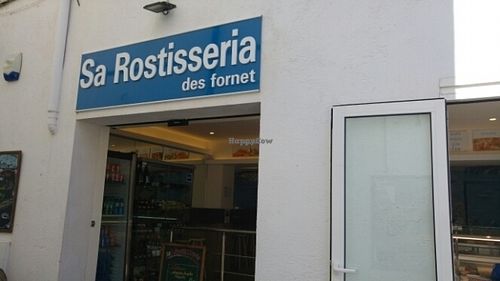 Sa Rostisseria
des fornet
HappyCow